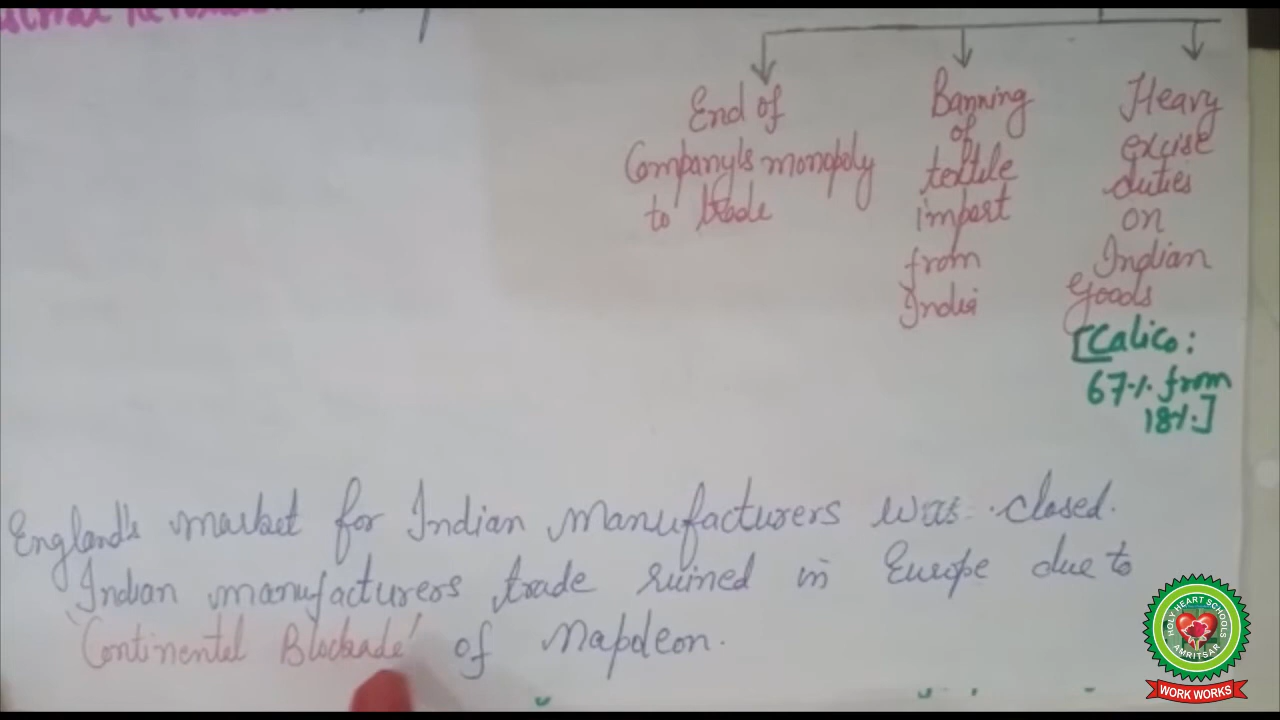 End of
Company's monopoly
to trade
Banning
of
textile
import
from
India
Heavy
excise
duties
on
Indian
Goods
[Calico:
67% from
18%]
England's market for Indian manufacturers was closed.
Indian manufacturers trade ruined in Europe due to
'Continental Blockade' of Napoleon.
HOLY HEART SCHOOLS
AMRITSAR
WORK WORKS